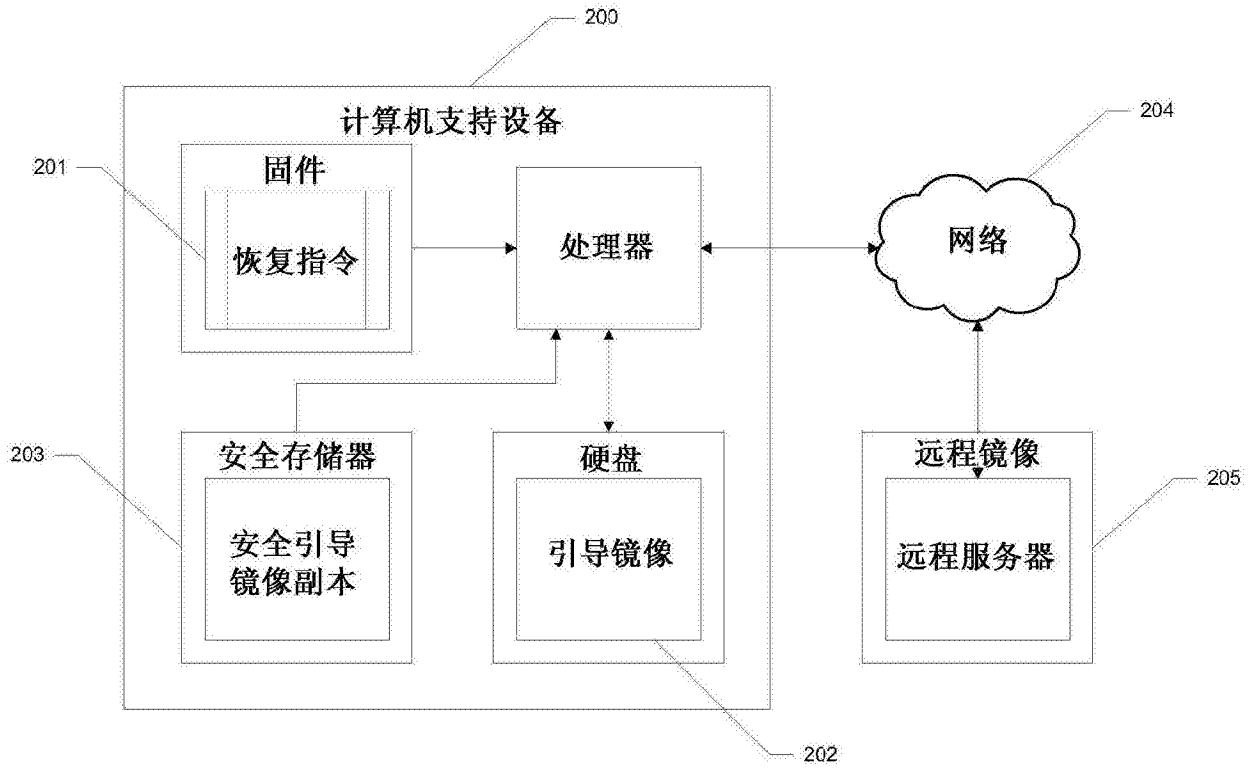 200
计算机支持设备
204
201
固件
恢复指令
处理器
网络
203
安全存储器
安全引导
镜像副本
硬盘
引导镜像
远程镜像
远程服务器
205
202